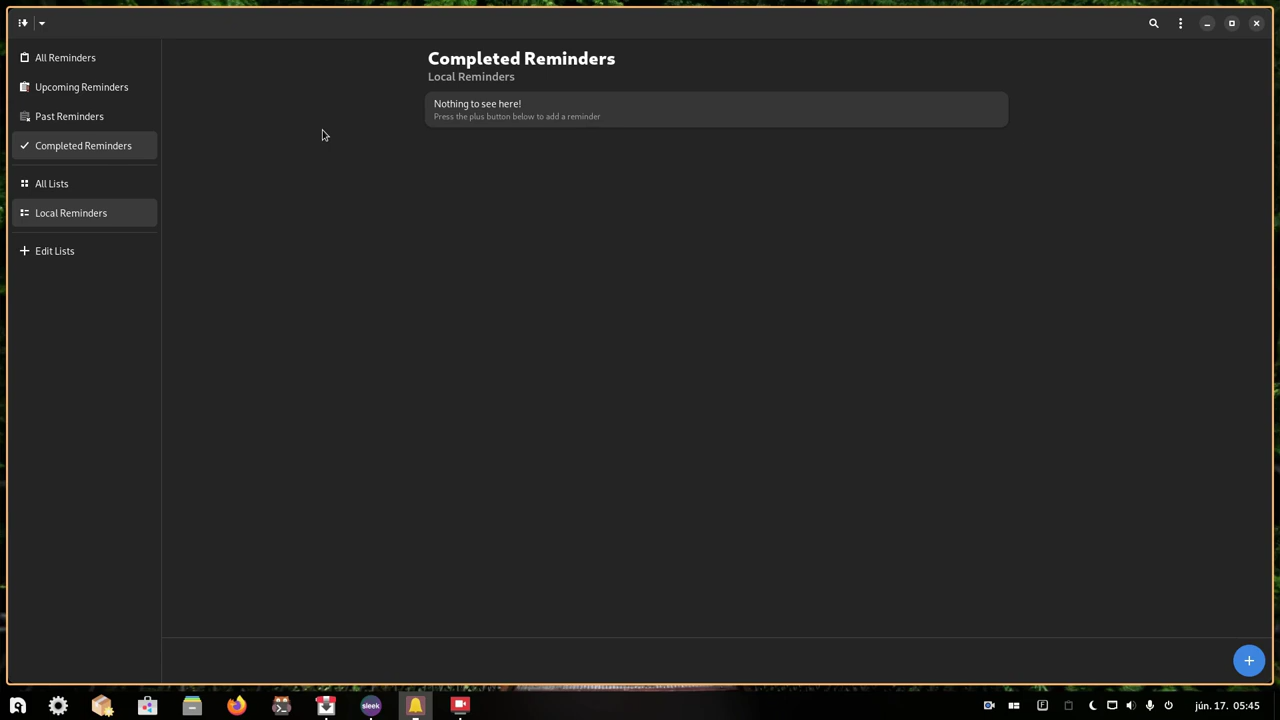 All Reminders
Upcoming Reminders
Past Reminders
Completed Reminders
All Lists
Local Reminders
Edit Lists
Completed Reminders
Local Reminders
Nothing to see here!
Press the plus button below to add a reminder
sleek
jún. 17. 05:45